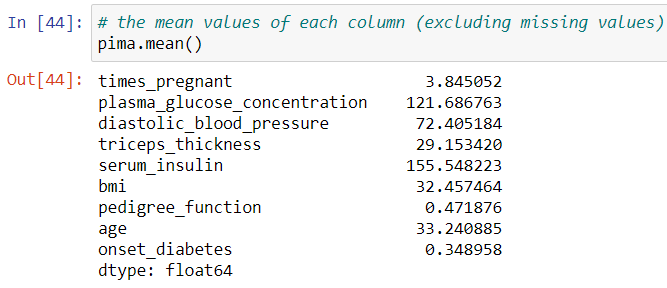 In [44]: # the mean values of each column (excluding missing values)
pima.mean()
Out[44]: times_pregnant 3.845052
plasma_glucose_concentration 121.686763
diastolic_blood_pressure 72.405184
triceps_thickness 29.153420
serum_insulin 155.548223
bmi 32.457464
pedigree_function 0.471876
age 33.240885
onset_diabetes 0.348958
dtype: float64